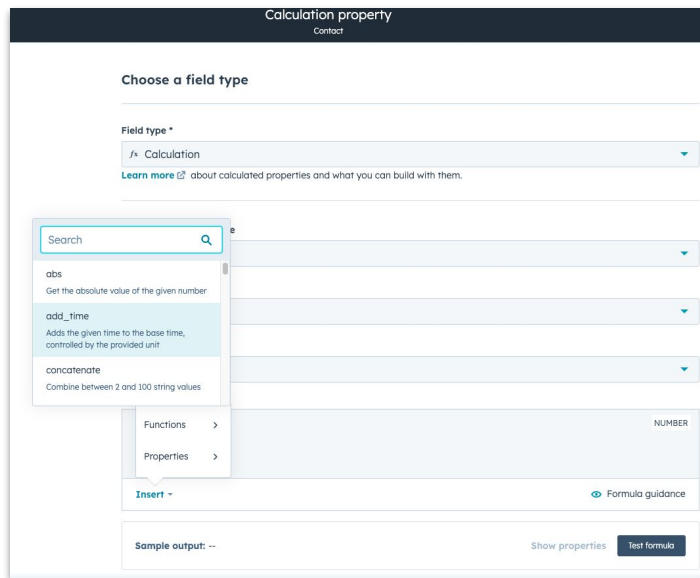 Calculation property
Contact
Choose a field type
Field type *
fx Calculation
Learn more about calculated properties and what you can build with them.
e
Search
abs
Get the absolute value of the given number
add_time
Adds the given time to the base time,
controlled by the provided unit
concatenate
Combine between 2 and 100 string values
Functions
NUMBER
Properties
Insert
Formula guidance
Sample output: --
Show properties
Test formula